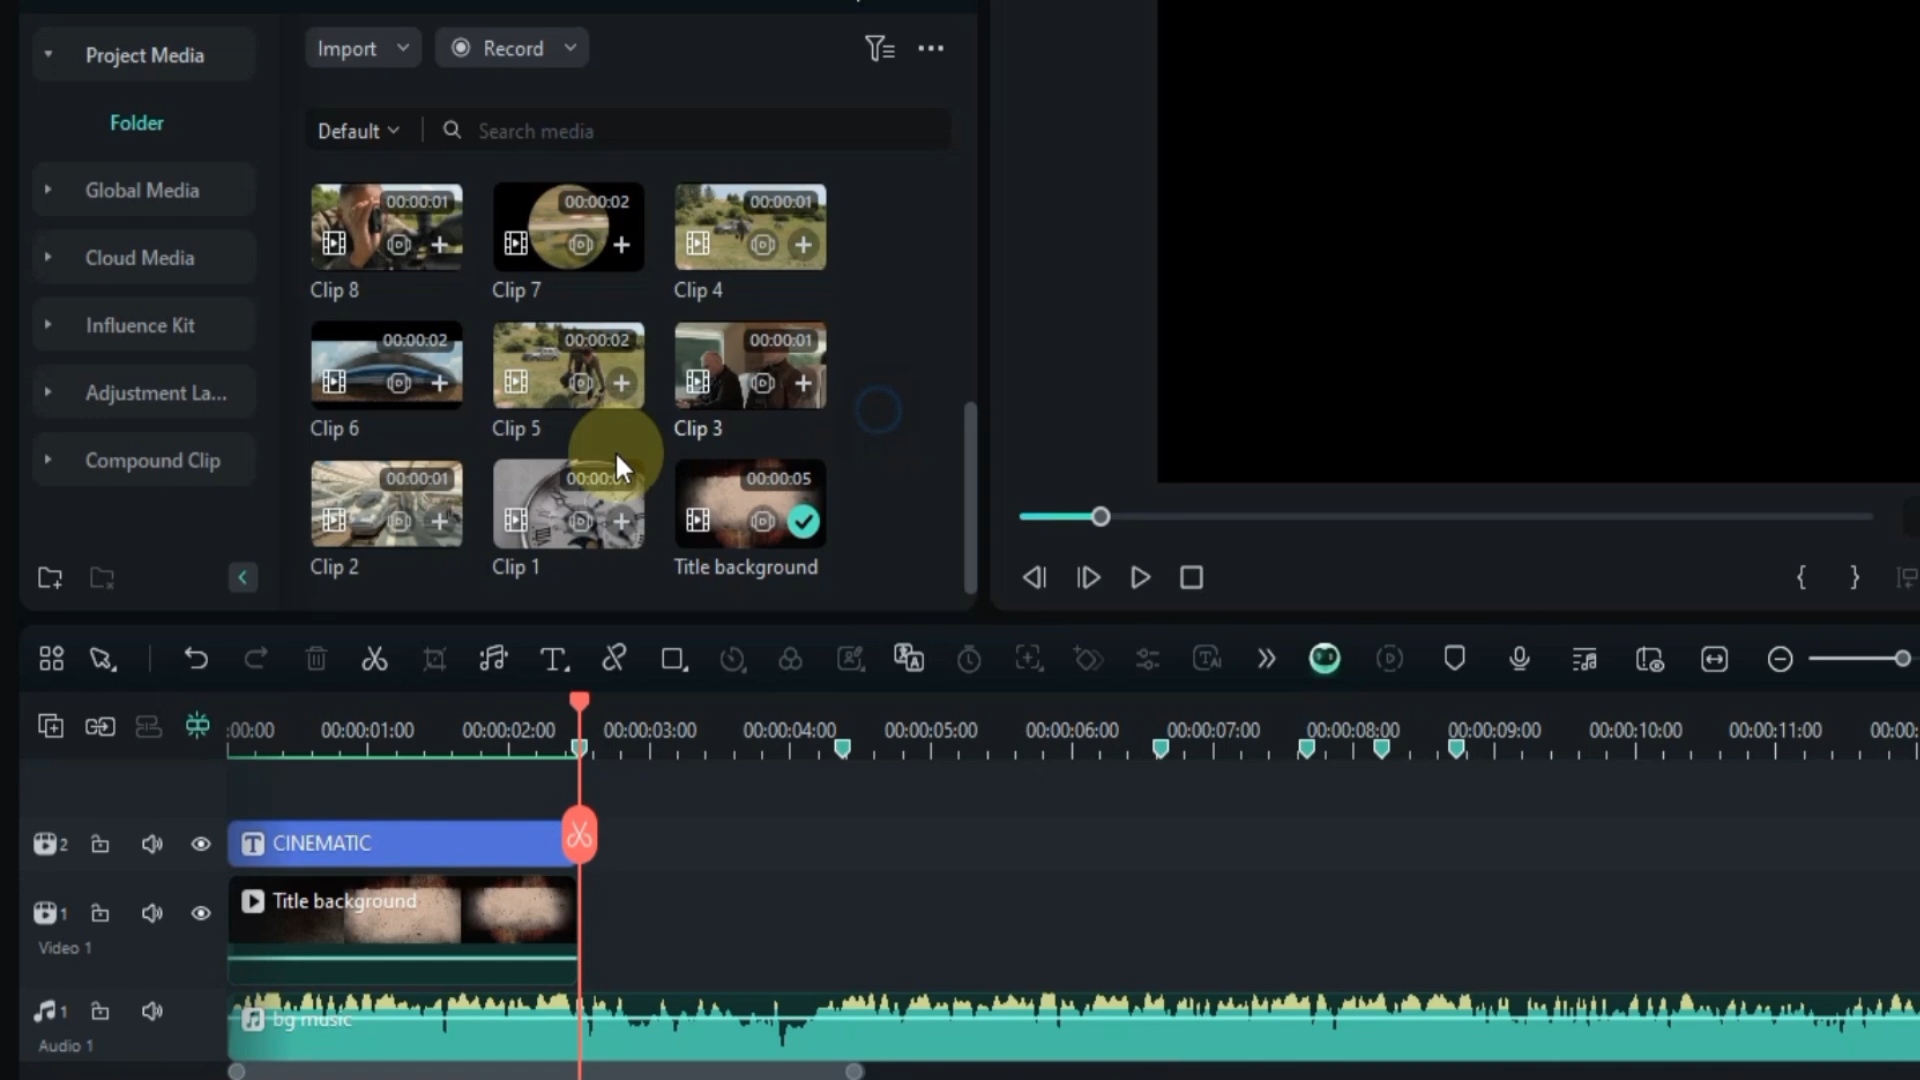 Project Media
Folder
Global Media
Cloud Media
Influence Kit
Adjustment La...
Compound Clip
Import
Record
Default
Search media
00:00:01
00:00:02
00:00:01
Clip 8
Clip 7
Clip 4
00:00:02
00:00:02
00:00:01
Clip 6
Clip 5
Clip 3
00:00:01
00:00:05
Clip 2
Clip 1
Title background
:00:00
00:00:01:00
00:00:02:00
00:00:03:00
00:00:04:00
00:00:05:00
00:00:06:00
00:00:07:00
00:00:08:00
00:00:09:00
00:00:10:00
00:00:11:00
00:00:
2
CINEMATIC
1
Title background
Video 1
1
bg music
Audio 1